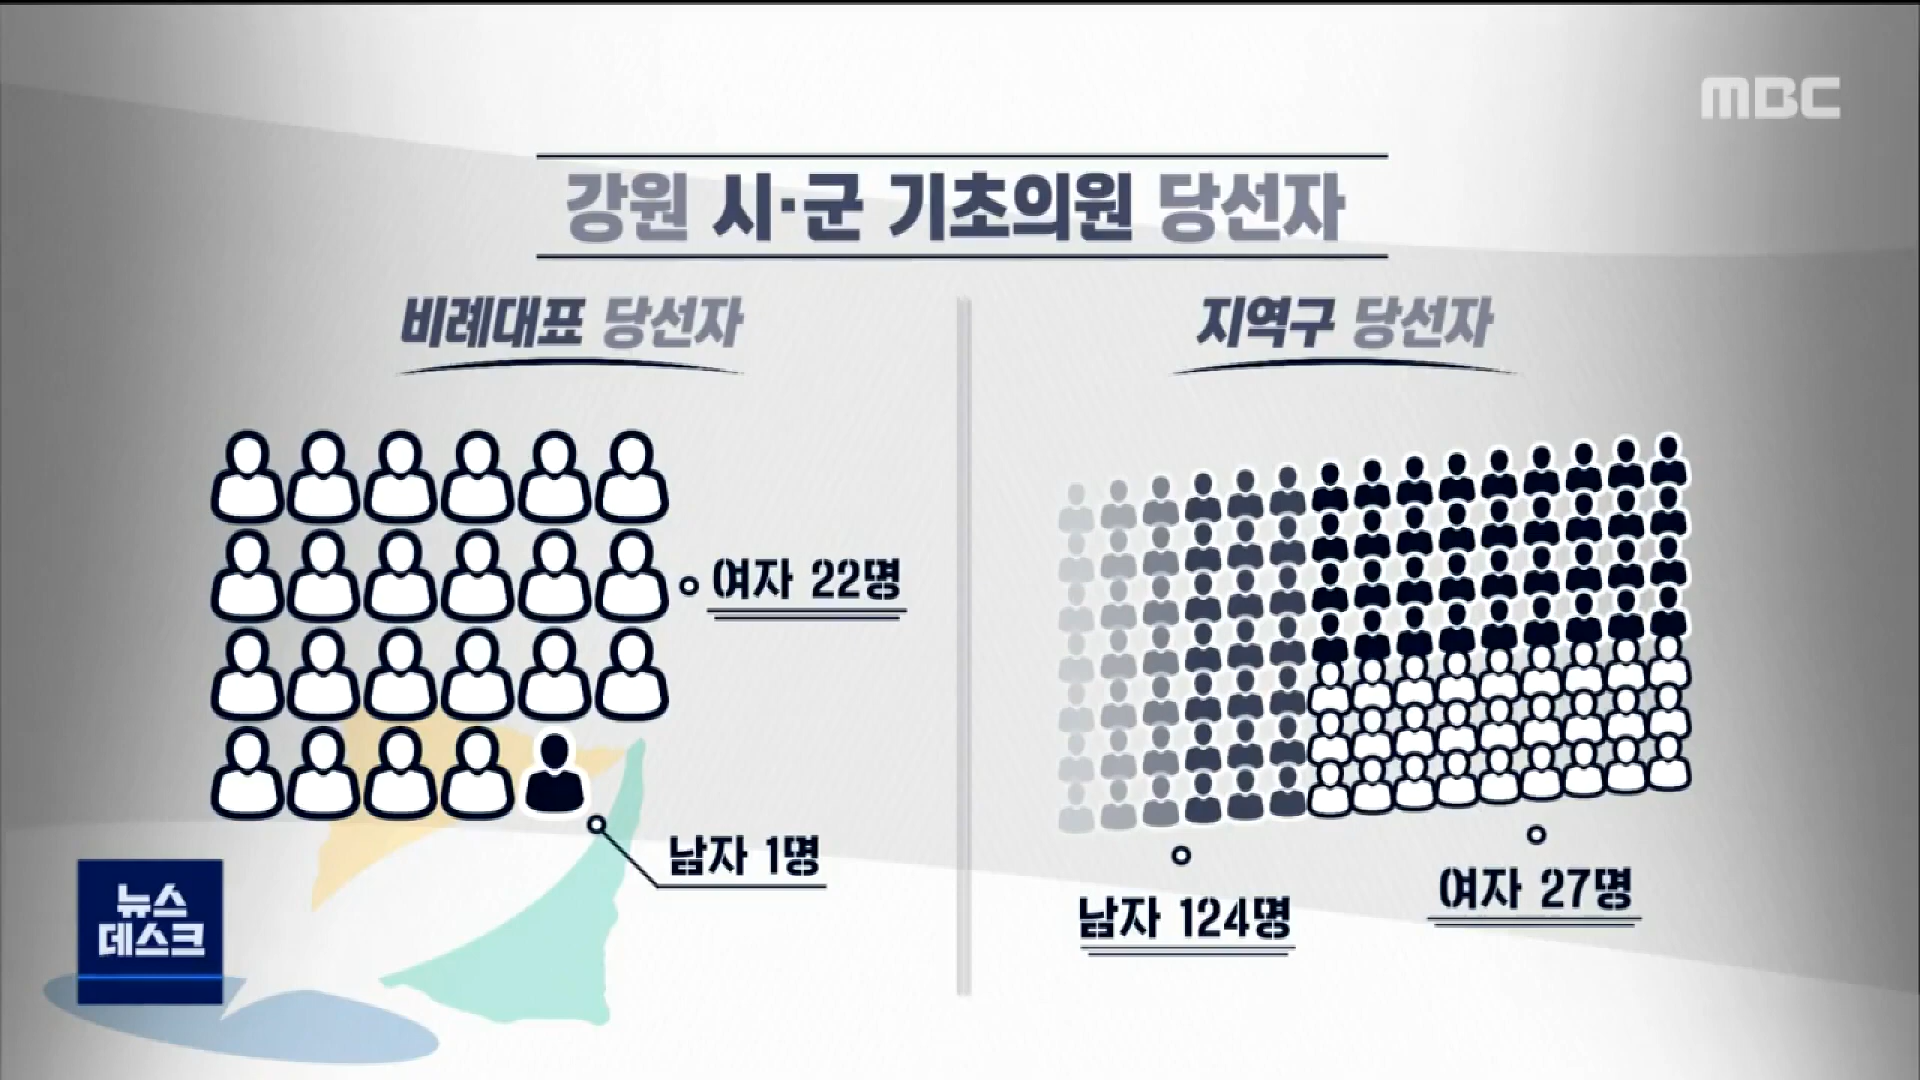 MBC
강원 시·군 기초의원 당선자
비례대표 당선자
지역구 당선자
여자 22명
남자 1명
남자 124명
여자 27명
뉴스
데스크